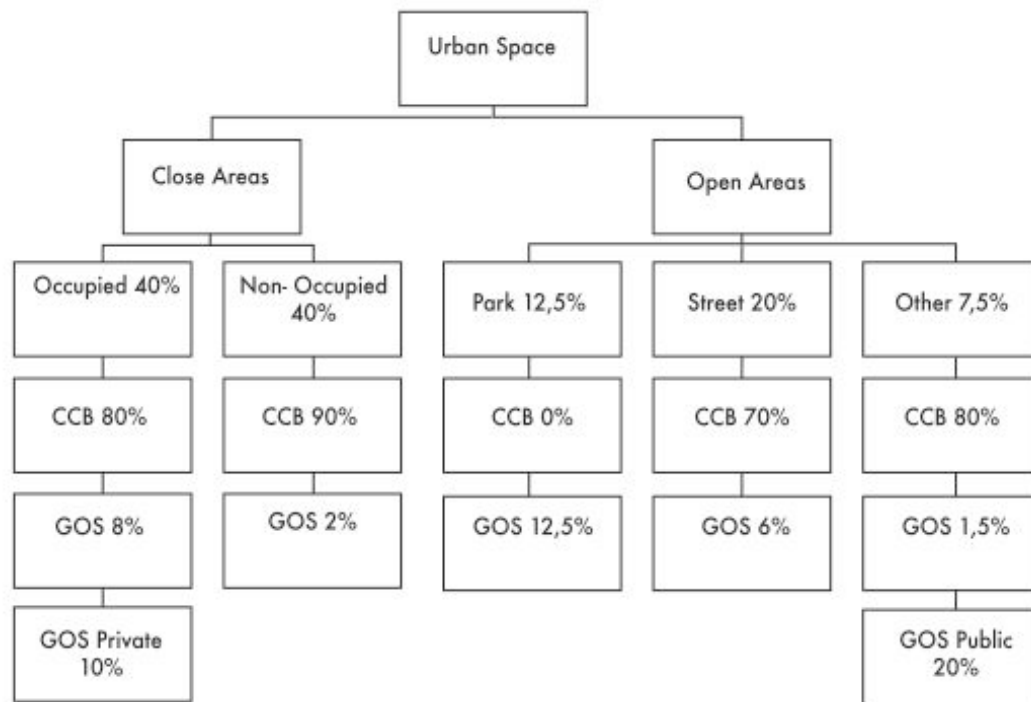 Urban Space
Close Areas
Open Areas
Occupied 40%
Non- Occupied
40%
Park 12,5%
Street 20%
Other 7,5%
CCB 80%
CCB 90%
CCB 0%
CCB 70%
CCB 80%
GOS 8%
GOS 2%
GOS 12,5%
GOS 6%
GOS 1,5%
GOS Private
10%
GOS Public
20%